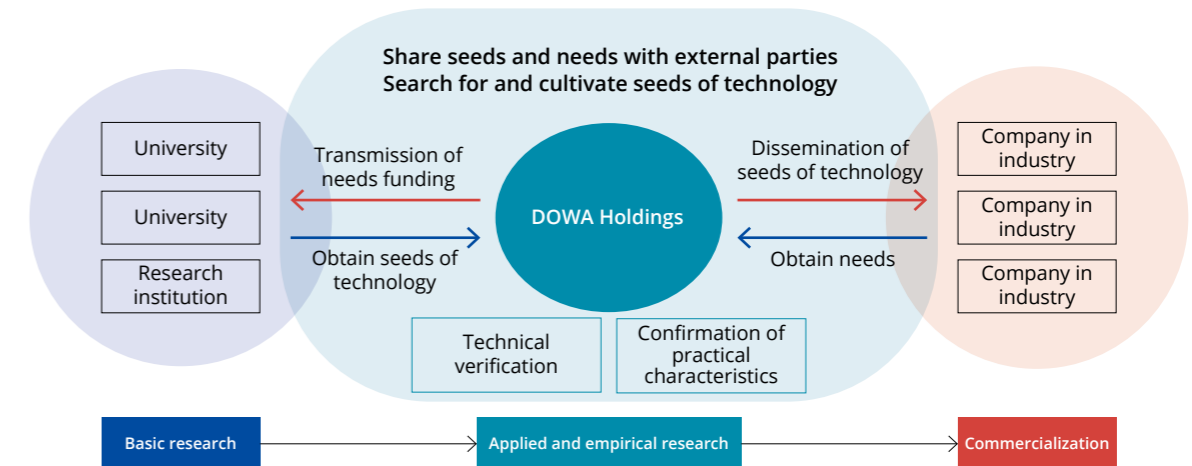 Share seeds and needs with external parties
Search for and cultivate seeds of technology
University
University
Research
institution
Transmission of
needs funding
Obtain seeds of
technology
DOWA Holdings
Dissemination of
seeds of technology
Obtain needs
Company in
industry
Company in
industry
Company in
industry
Technical
verification
Confirmation of
practical
characteristics
Basic research
Applied and empirical research
Commercialization